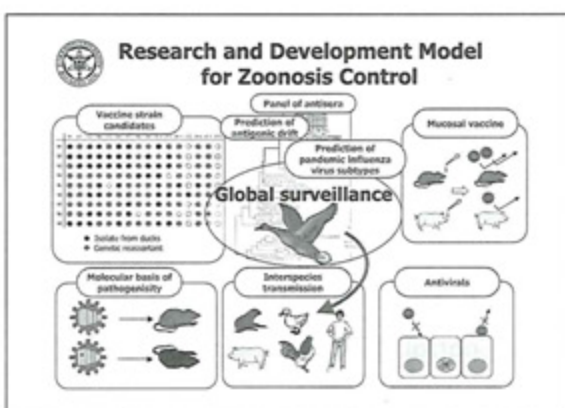 Research and Development Model
for Zoonosis Control
Panel of antisera
Vaccine strain
candidates
Prediction of
antigenic drift
Mucosal vaccine
Prediction of
pandemic influenza
virus subtypes
Global surveillance
Isolate from ducks
Genetic reassortant
Molecular basis of
pathogenisity
Interspecies
transmission
Antivirals